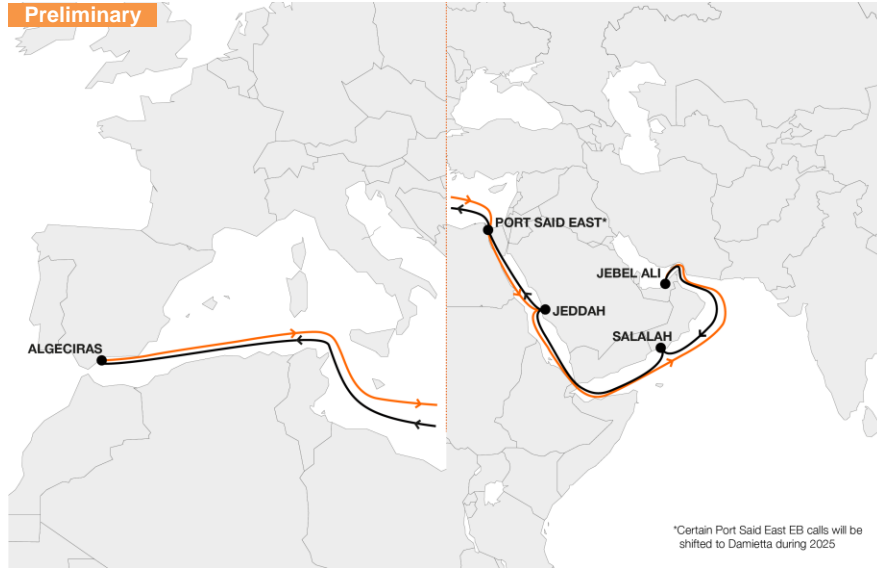 Preliminary
PORT SAID EAST*
JEBEL ALI
JEDDAH
SALALAH
ALGECIRAS
*Certain Port Said East EB calls will be
shifted to Damietta during 2025